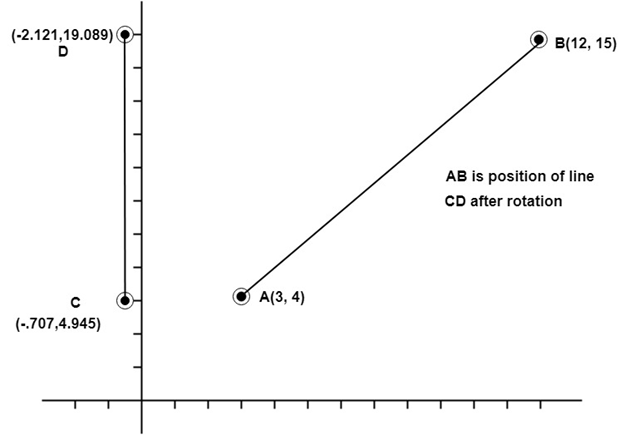 (-2.121,19.089)
D
B(12, 15)
AB is position of line
CD after rotation
C
(-.707,4.945)
A(3, 4)